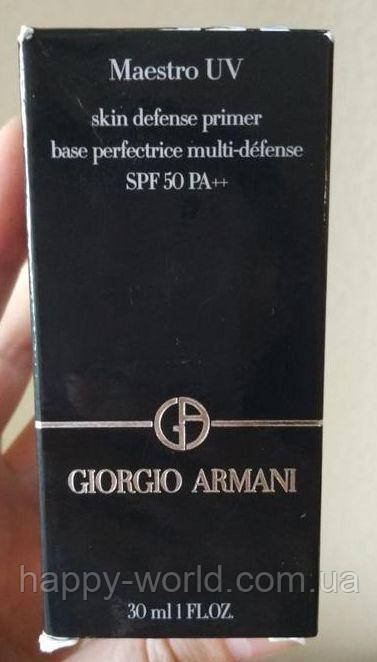 Maestro UV
skin defense primer
base perfectrice multi-défense
SPF 50 PA++
GA
GIORGIO ARMANI
happy-world.com.ua
30 ml 1 FL.OZ.